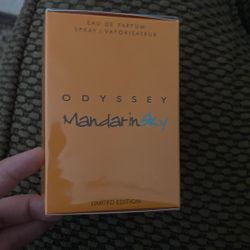 EAU DE PARFUM
SPRAY / VAPORISATEUR
ODYSSEY
MandarinSky
LIMITED EDITION